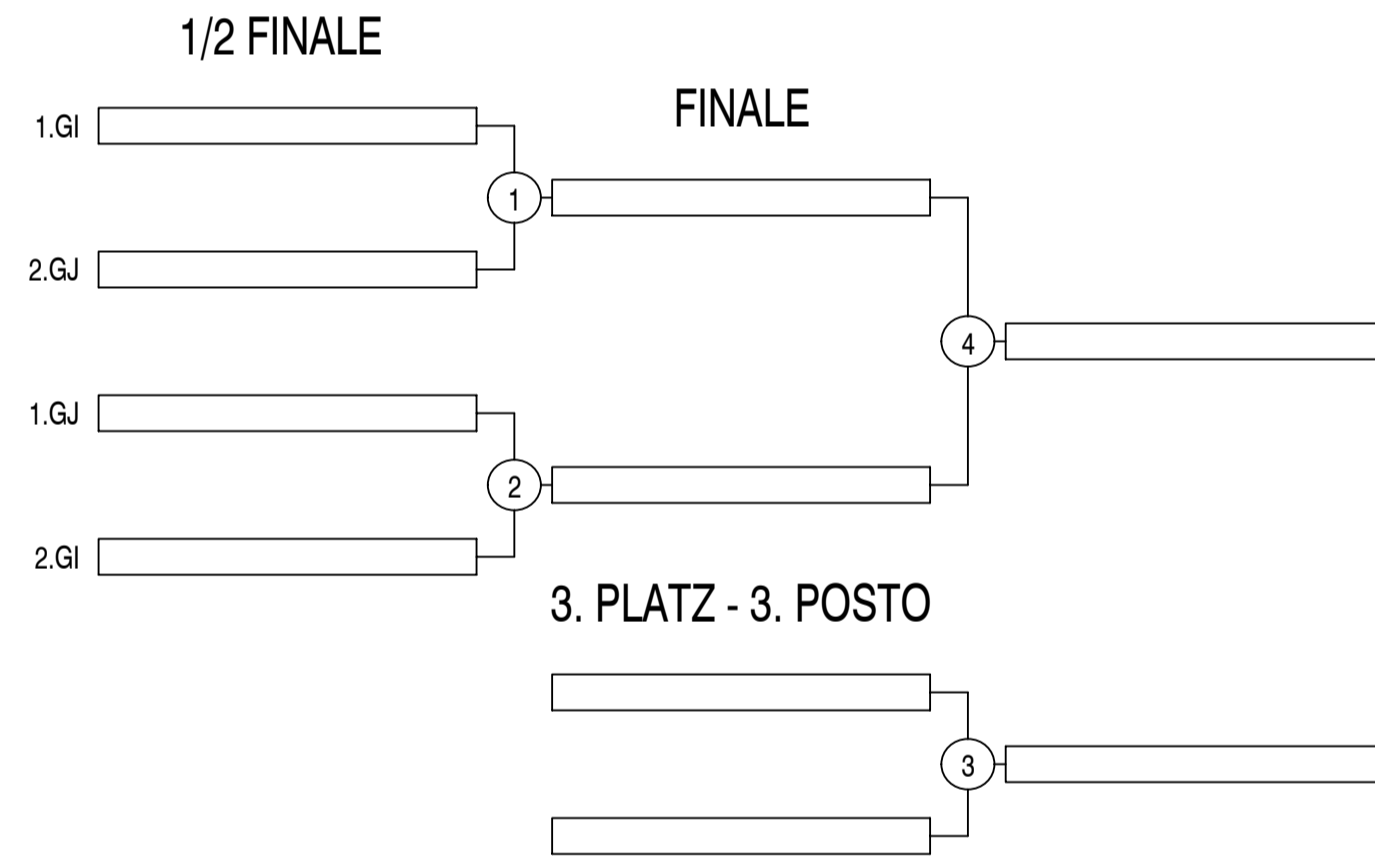 1/2 FINALE
FINALE
1.GI
1
2.GJ
4
1.GJ
2
2.GI
3. PLATZ - 3. POSTO
3